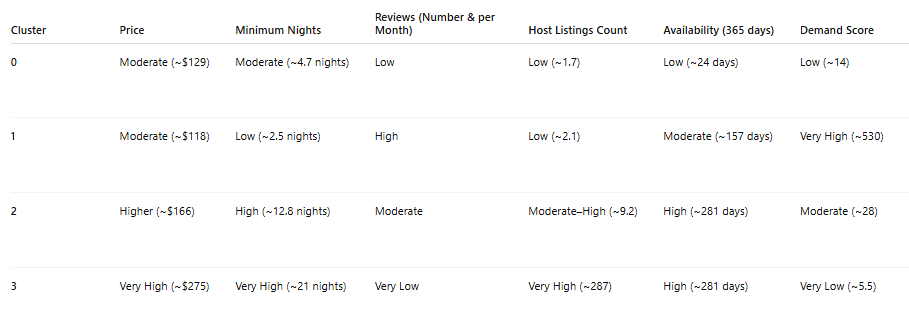 Cluster Price Minimum Nights Reviews (Number & per Month) Host Listings Count Availability (365 days) Demand Score
0 Moderate (~$129) Moderate (~4.7 nights) Low Low (~1.7) Low (~24 days) Low (~14)
1 Moderate (~$118) Low (~2.5 nights) High Low (~2.1) Moderate (~157 days) Very High (~530)
2 Higher (~$166) High (~12.8 nights) Moderate Moderate–High (~9.2) High (~281 days) Moderate (~28)
3 Very High (~$275) Very High (~21 nights) Very Low Very High (~287) High (~281 days) Very Low (~5.5)